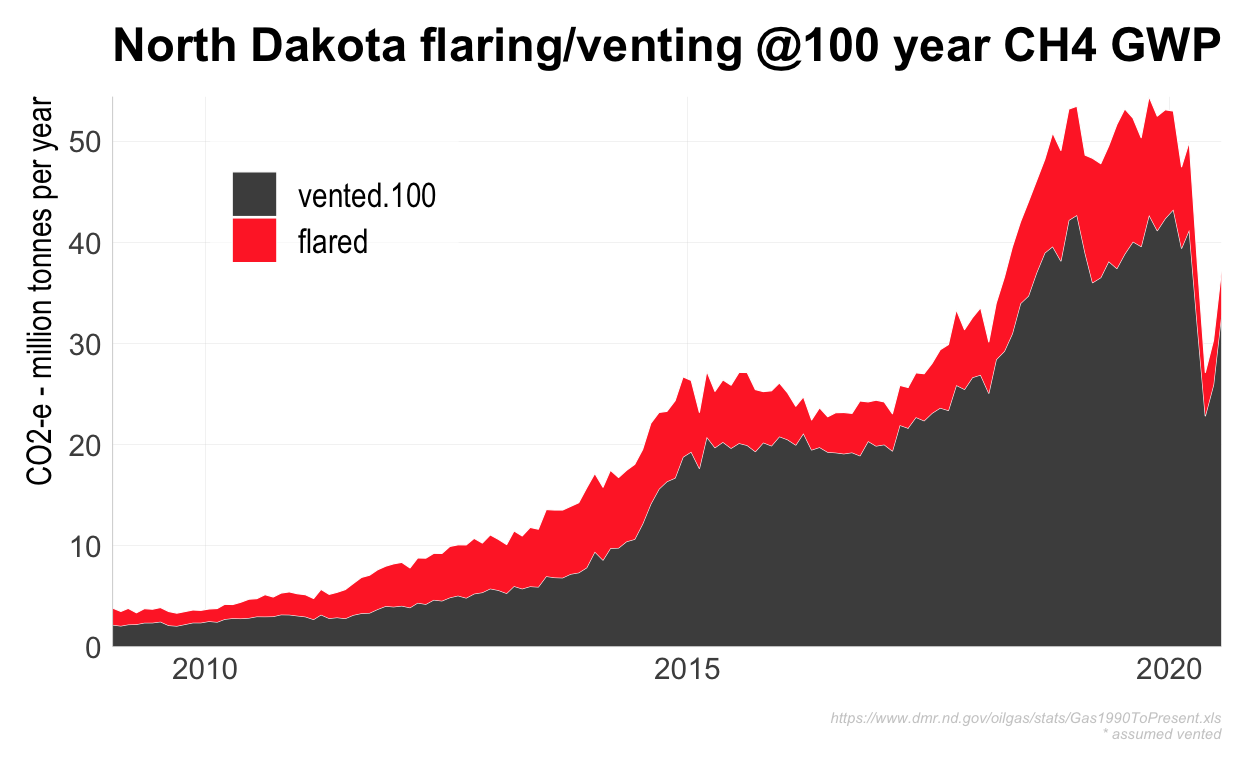 North Dakota flaring/venting @100 year CH4 GWP
CO2-e - million tonnes per year
50
40
30
20
10
0
vented.100
flared
2010
2015
2020
https://www.dmr.nd.gov/oilgas/stats/Gas1990ToPresent.xls
* assumed vented